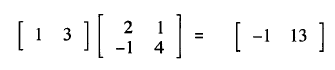 [ 1 3 ] [ 2 1 = [ -1 13 ]
-1 4 ]